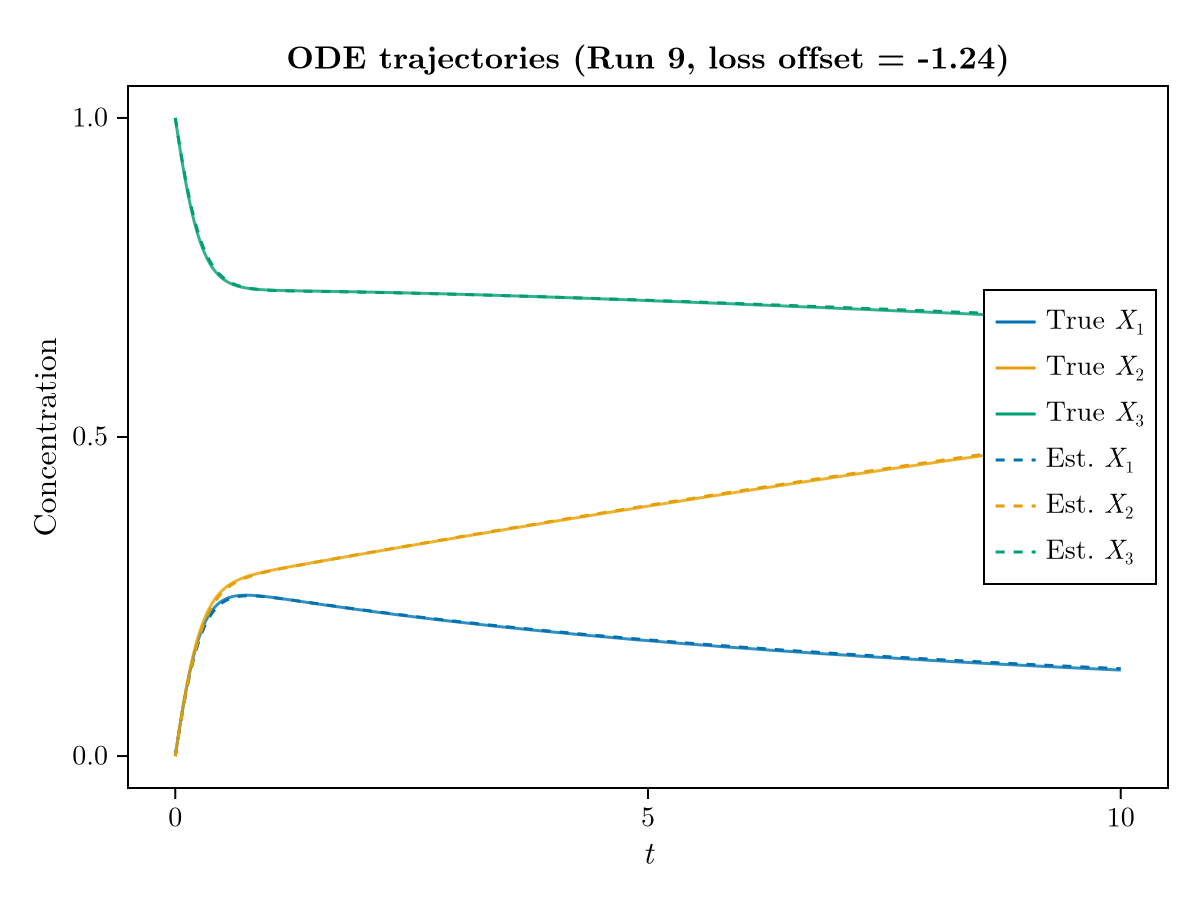 ODE trajectories (Run 9, loss offset = -1.24)
Concentration
1.0
0.5
0.0
True X₁
True X₂
True X₃
Est. X₁
Est. X₂
Est. X₃
0 5 10
t